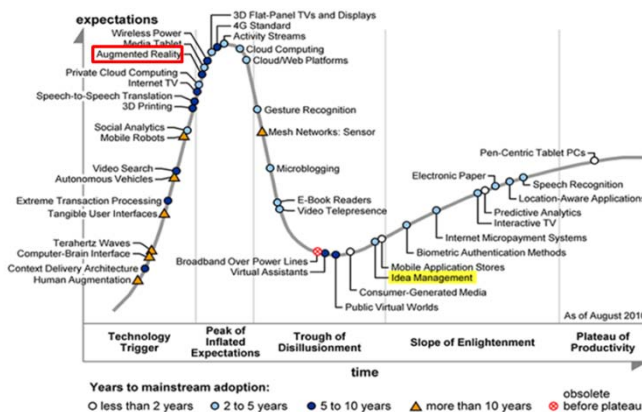 expectations
3D Flat-Panel TVs and Displays
4G Standard
Activity Streams
Wireless Power
Media Tablet
Augmented Reality
Cloud Computing
Cloud/Web Platforms
Private Cloud Computing
Internet TV
Speech-to-Speech Translation
3D Printing
Gesture Recognition
Social Analytics
Mobile Robots
Mesh Networks: Sensor
Pen-Centric Tablet PCs
Video Search
Autonomous Vehicles
Microblogging
Electronic Paper
Speech Recognition
Location-Aware Applications
Extreme Transaction Processing
Tangible User Interfaces
E-Book Readers
Video Telepresence
Predictive Analytics
Interactive TV
Internet Micropayment Systems
Terahertz Waves
Computer-Brain Interface
Context Delivery Architecture
Human Augmentation
Broadband Over Power Lines
Virtual Assistants
Biometric Authentication Methods
Mobile Application Stores
Idea Management
Consumer-Generated Media
Public Virtual Worlds
As of August 2010
Technology
Trigger
Peak of
Inflated
Expectations
Trough of
Disillusionment
Slope of Enlightenment
Plateau of
Productivity
time
Years to mainstream adoption:
less than 2 years
2 to 5 years
5 to 10 years
more than 10 years
obsolete
before plateau